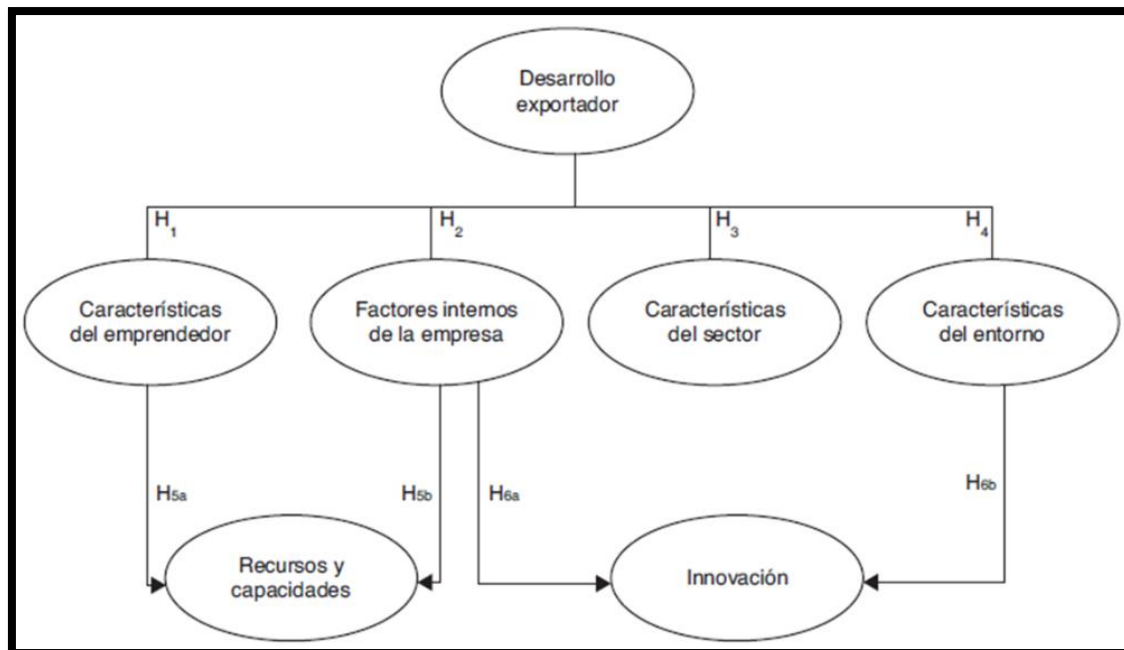 Desarrollo
exportador
H1
H2
H3
H4
Características
del emprendedor
Factores internos
de la empresa
Características
del sector
Características
del entorno
H5a
H5b
H6a
H6b
Recursos y
capacidades
Innovación